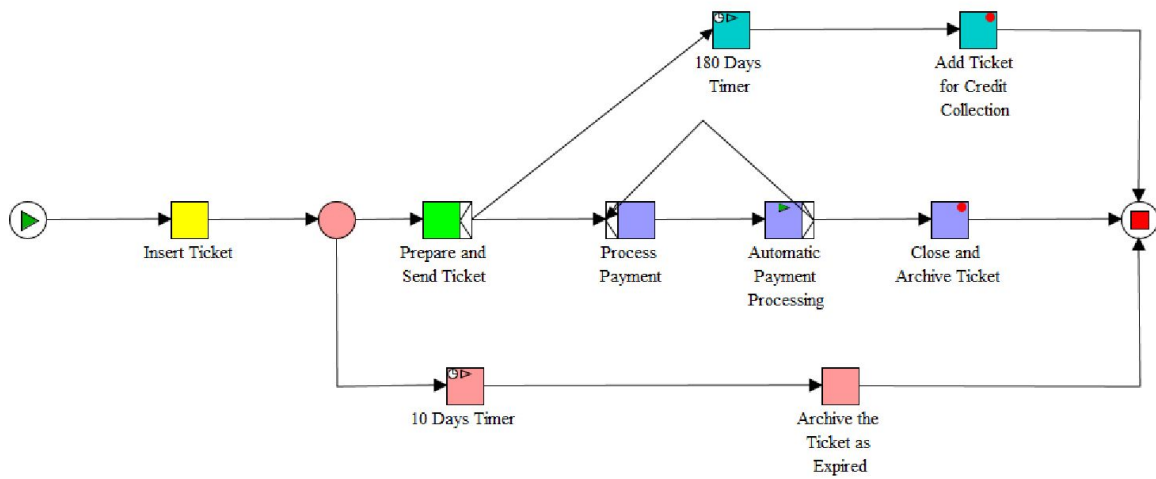 180 Days
Timer
Add Ticket
for Credit
Collection
Insert Ticket
Prepare and
Send Ticket
Process
Payment
Automatic
Payment
Processing
Close and
Archive Ticket
10 Days Timer
Archive the
Ticket as
Expired